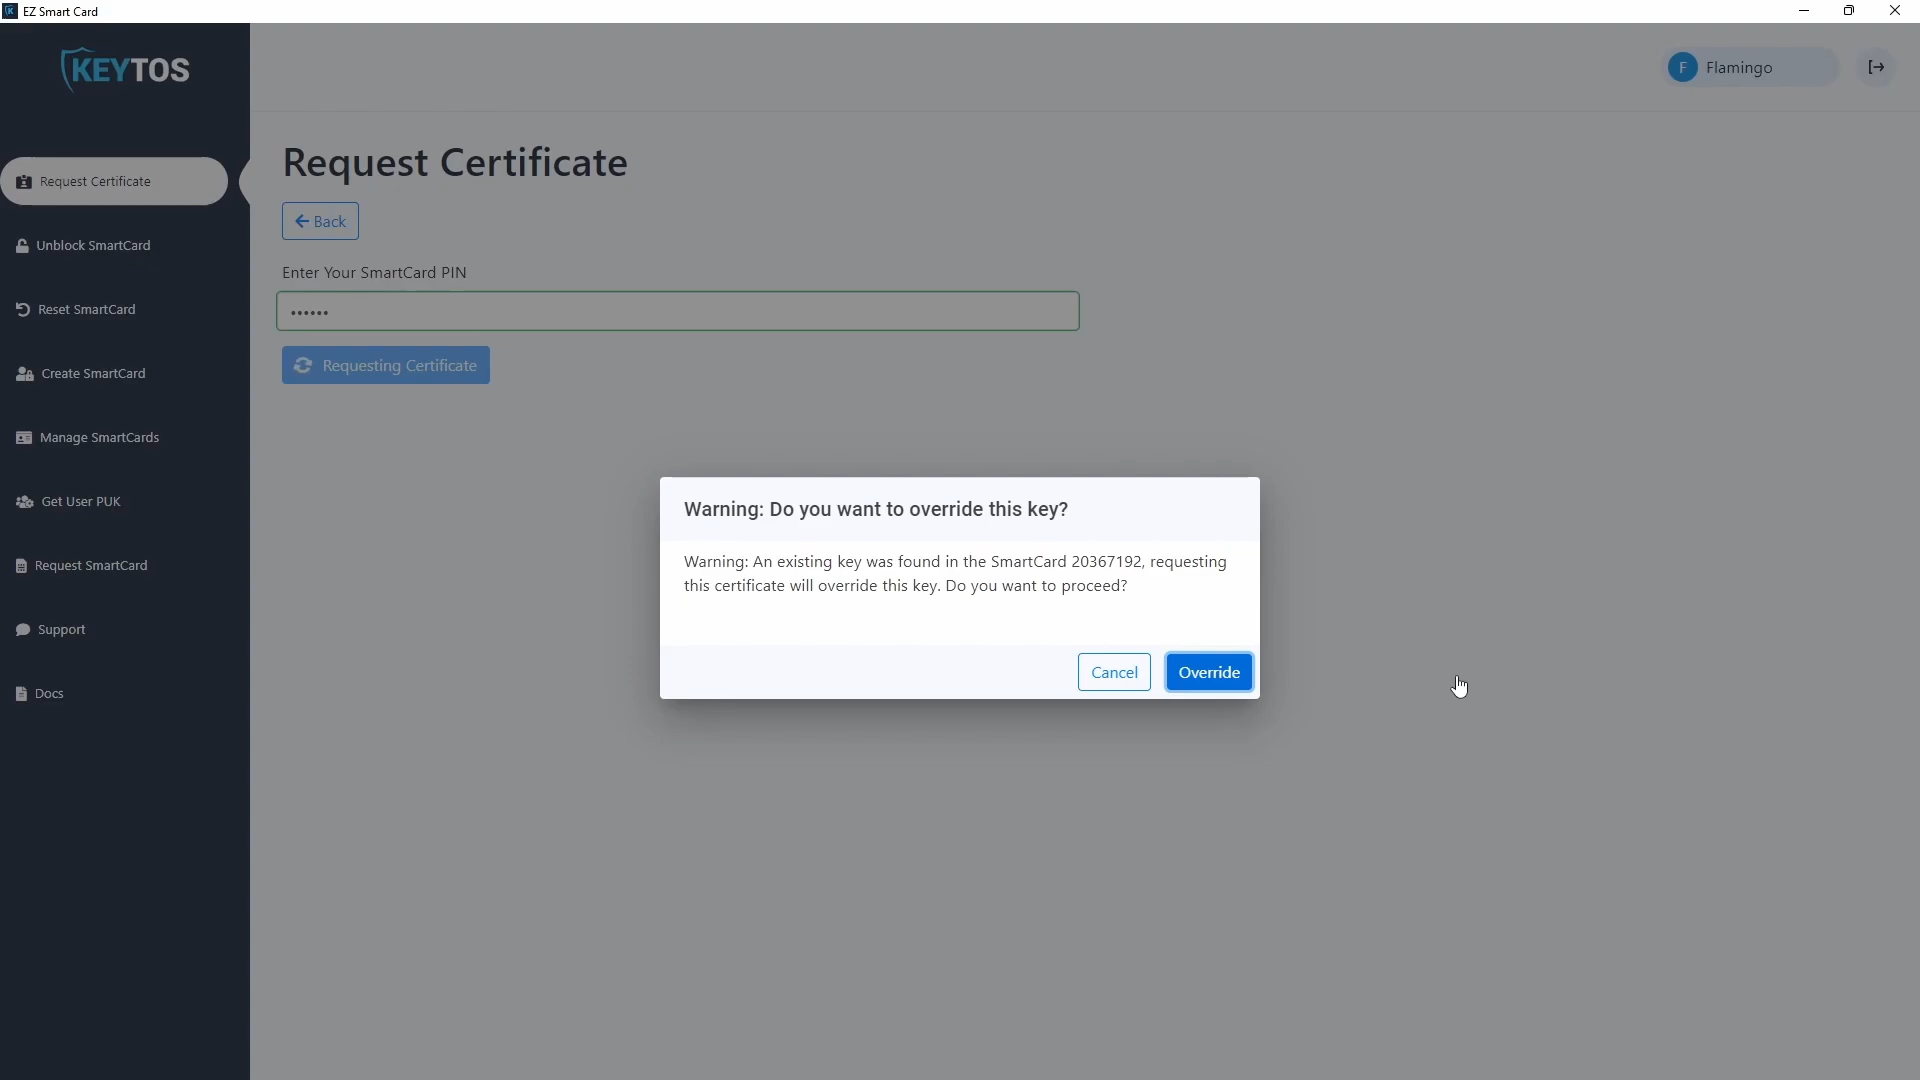 EZ Smart Card
KEYTOS
F Flamingo
Request Certificate
Unblock SmartCard
Reset SmartCard
Create SmartCard
Manage SmartCards
Get User PUK
Request SmartCard
Support
Docs
Request Certificate
Back
Enter Your SmartCard PIN
••••••
Requesting Certificate
Warning: Do you want to override this key?
Warning: An existing key was found in the SmartCard 20367192, requesting
this certificate will override this key. Do you want to proceed?
Cancel Override